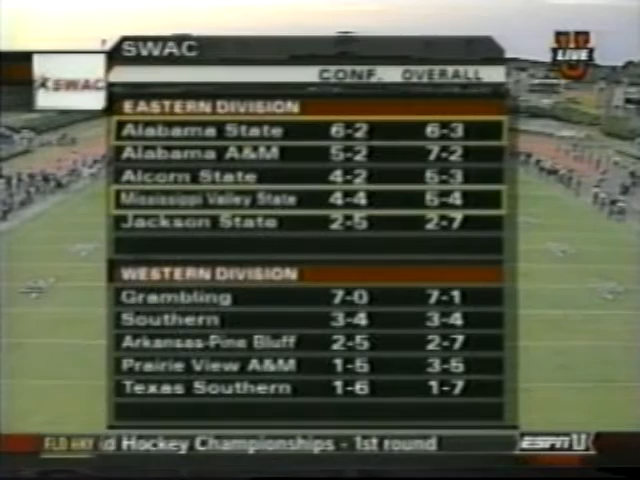 SWAC
SWAC
U
LIVE
CONF. OVERALL
EASTERN DIVISION
Alabama State 6-2 6-3
Alabama A&M 5-2 7-2
Alcorn State 4-2 5-3
Mississippi Valley State 4-4 5-4
Jackson State 2-5 2-7
WESTERN DIVISION
Grambling 7-0 7-1
Southern 3-4 3-4
Arkansas-Pine Bluff 2-5 2-7
Prairie View A&M 1-5 3-5
Texas Southern 1-6 1-7
FLD HKY d Hockey Championships - 1st round ESPNU